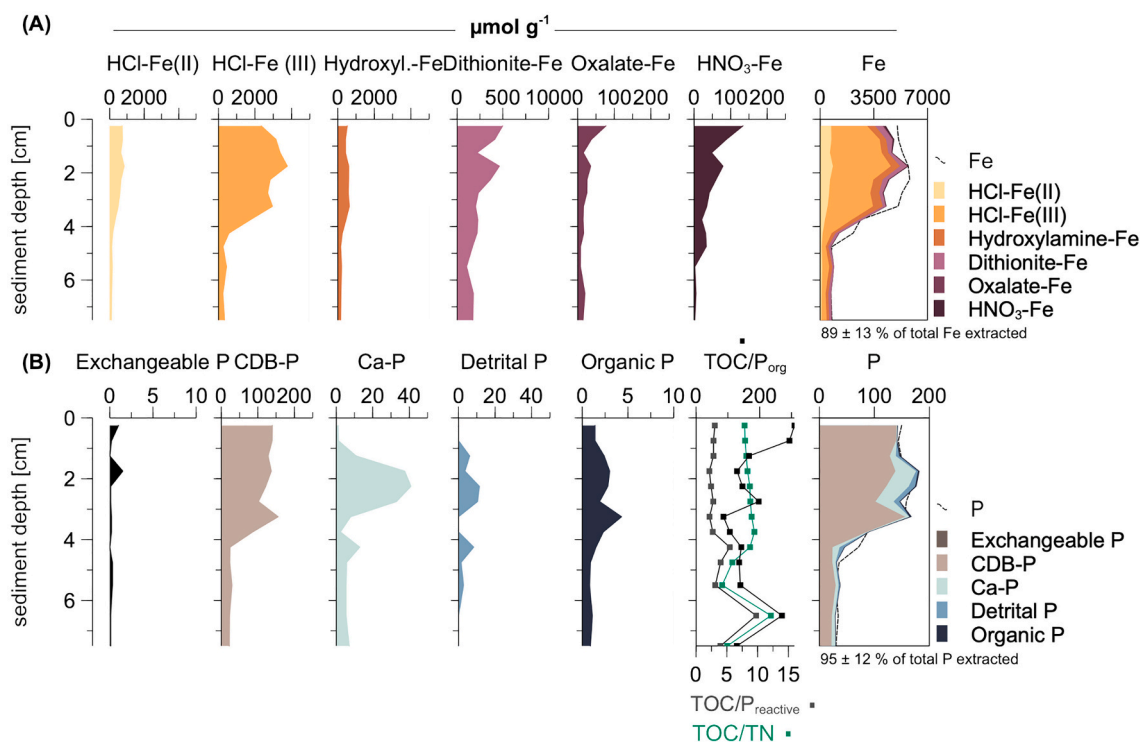 (A)
µmol g-1
HCl-Fe(II) HCl-Fe (III) Hydroxyl.-Fe Dithionite-Fe Oxalate-Fe HNO3-Fe Fe
0 2000 0 2000 0 2000 0 500 1000 0 100 200 0 100 200 0 3500 7000
sediment depth [cm]
0
2
4
6
Fe
HCl-Fe(II)
HCl-Fe(III)
Hydroxylamine-Fe
Dithionite-Fe
Oxalate-Fe
HNO3-Fe
89 ± 13 % of total Fe extracted
(B)
Exchangeable P CDB-P Ca-P Detrital P Organic P TOC/Porg P
0 5 10 0 100 200 0 20 40 0 5 10 0 5 10 0 200 0 100 200
sediment depth [cm]
0
2
4
6
P
Exchangeable P
CDB-P
Ca-P
Detrital P
Organic P
95 ± 12 % of total P extracted
0 5 10 15
TOC/Preactive
TOC/TN